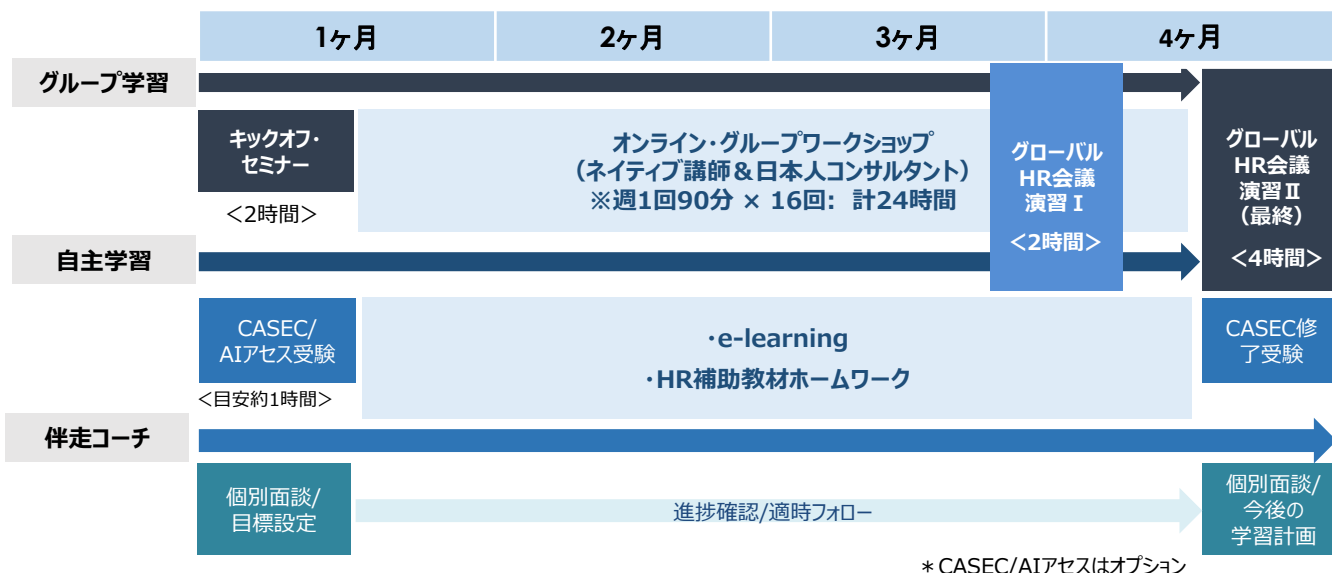 1ヶ月
2ヶ月
3ヶ月
4ヶ月
グループ学習
キックオフ・
セミナー
<2時間>
オンライン・グループワークショップ
(ネイティブ講師&日本人コンサルタント)
※週1回90分 × 16回: 計24時間
グローバル
HR会議
演習Ⅰ
<2時間>
グローバル
HR会議
演習Ⅱ
(最終)
<4時間>
自主学習
CASEC/
AIアセス受験
<目安約1時間>
・e-learning
・HR補助教材ホームワーク
CASEC修
了受験
伴走コーチ
個別面談/
目標設定
進捗確認/適時フォロー
個別面談/
今後の
学習計画
*CASEC/AIアセスはオプション